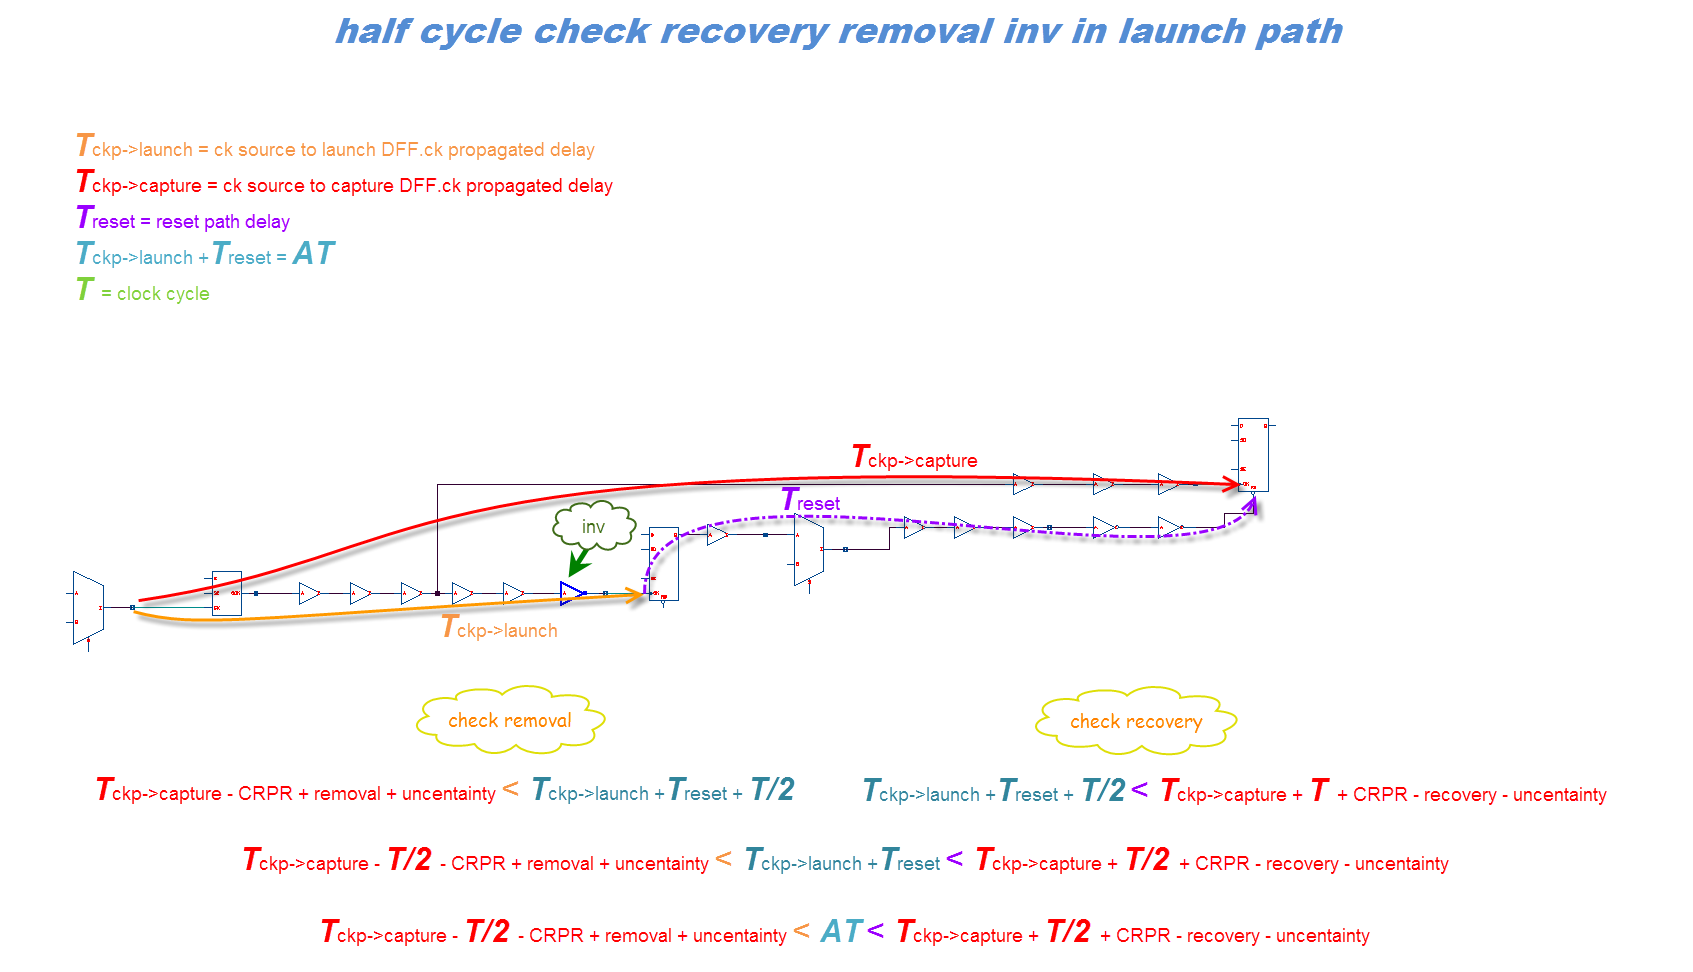 half cycle check recovery removal inv in launch path
Tckp->launch = ck source to launch DFF.ck propagated delay
Tckp->capture = ck source to capture DFF.ck propagated delay
Treset = reset path delay
Tckp->launch +Treset = AT
T = clock cycle
Tckp->capture
Treset
inv
Tckp->launch
check removal
check recovery
Tckp->capture - CRPR + removal + uncentainty < Tckp->launch +Treset + T/2
Tckp->launch +Treset + T/2 < Tckp->capture + T + CRPR - recovery - uncentainty
Tckp->capture - T/2 - CRPR + removal + uncentainty < Tckp->launch +Treset < Tckp->capture + T/2 + CRPR - recovery - uncentainty
Tckp->capture - T/2 - CRPR + removal + uncentainty < AT < Tckp->capture + T/2 + CRPR - recovery - uncentainty